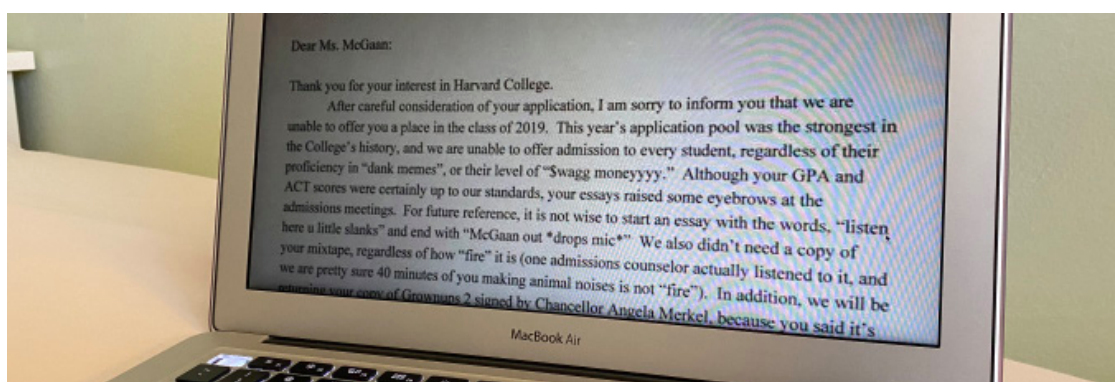 Dear Ms. McGaan:
Thank you for your interest in Harvard College.
After careful consideration of your application, I am sorry to inform you that we are
unable to offer you a place in the class of 2019. This year's application pool was the strongest in
the College's history, and we are unable to offer admission to every student, regardless of their
proficiency in "dank memes", or their level of "$wagg moneyyyy." Although your GPA and
ACT scores were certainly up to our standards, your essays raised some eyebrows at the
admissions meetings. For future reference, it is not wise to start an essay with the words, "listen
here u little slanks" and end with "McGaan out *drops mic*" We also didn't need a copy of
your mixtape, regardless of how "fire" it is (one admissions counselor actually listened to it, and
we are pretty sure 40 minutes of you making animal noises is not "fire"). In addition, we will be
returning your copy of Grownups 2 signed by Chancellor Angela Merkel, because you said it's
MacBook Air